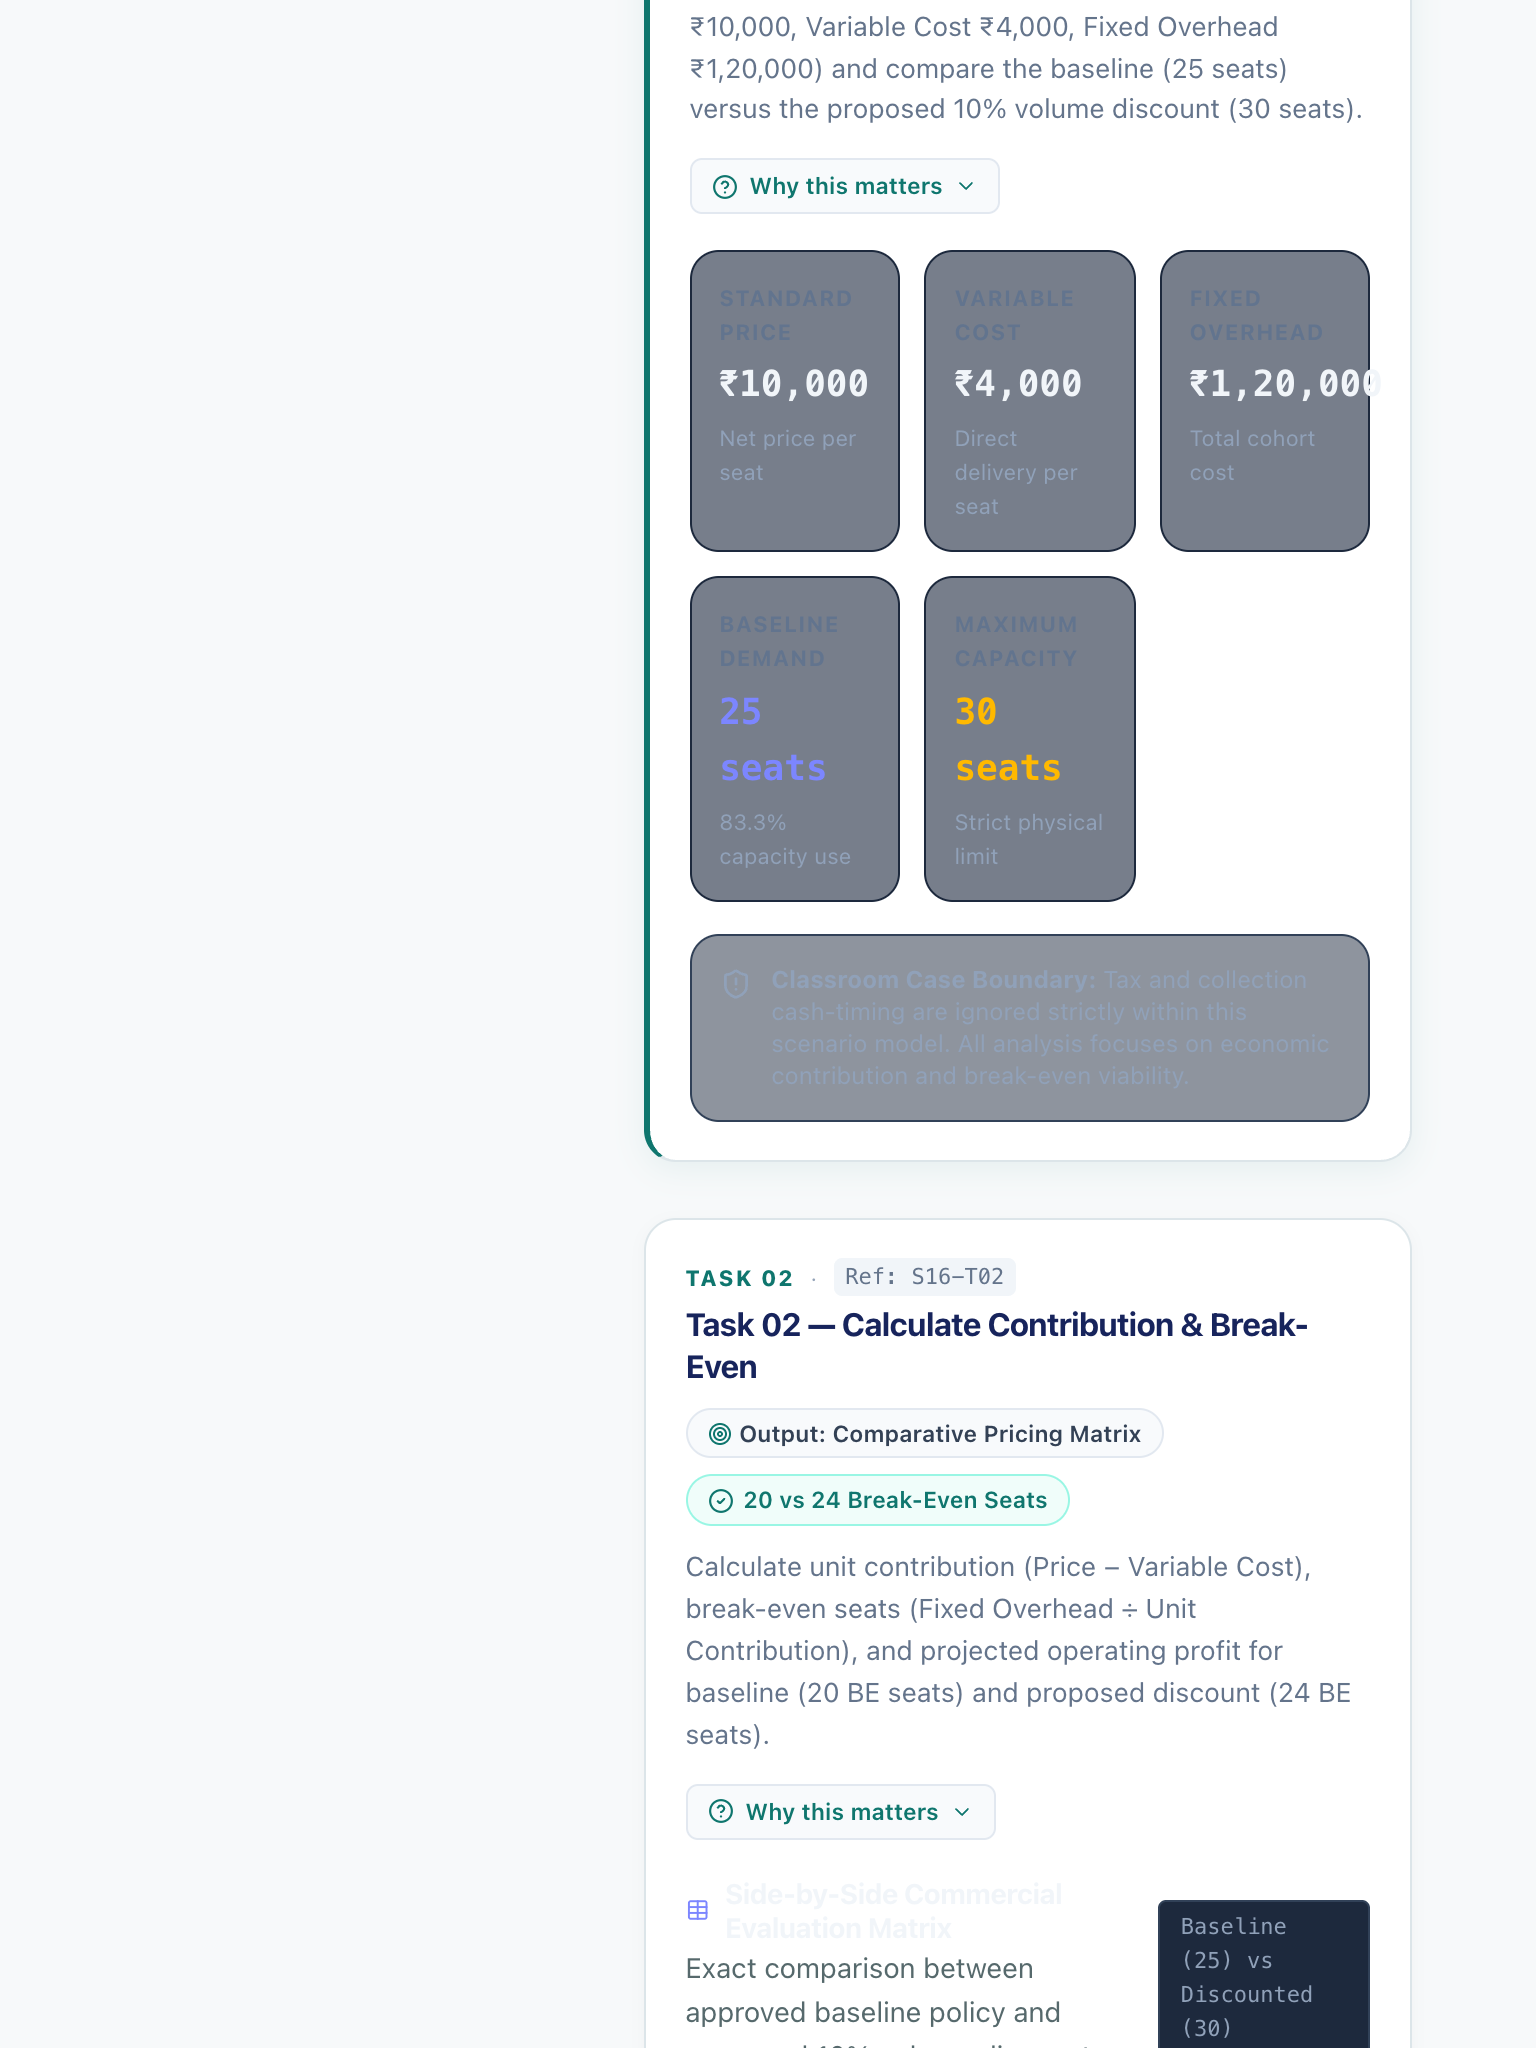 ₹10,000, Variable Cost ₹4,000, Fixed Overhead
₹1,20,000) and compare the baseline (25 seats)
versus the proposed 10% volume discount (30 seats).
Why this matters
STANDARD
PRICE
₹10,000
Net price per
seat
VARIABLE
COST
₹4,000
Direct
delivery per
seat
FIXED
OVERHEAD
₹1,20,000
Total cohort
cost
BASELINE
DEMAND
25
seats
83.3%
capacity use
MAXIMUM
CAPACITY
30
seats
Strict physical
limit
Classroom Case Boundary: Tax and collection
cash-timing are ignored strictly within this
scenario model. All analysis focuses on economic
contribution and break-even viability.
TASK 02 · Ref: S16-T02
Task 02 — Calculate Contribution & Break-
Even
Output: Comparative Pricing Matrix
20 vs 24 Break-Even Seats
Calculate unit contribution (Price − Variable Cost),
break-even seats (Fixed Overhead ÷ Unit
Contribution), and projected operating profit for
baseline (20 BE seats) and proposed discount (24 BE
seats).
Why this matters
Side-by-Side Commercial
Evaluation Matrix
Exact comparison between
approved baseline policy and
Baseline
(25) vs
Discounted
(30)